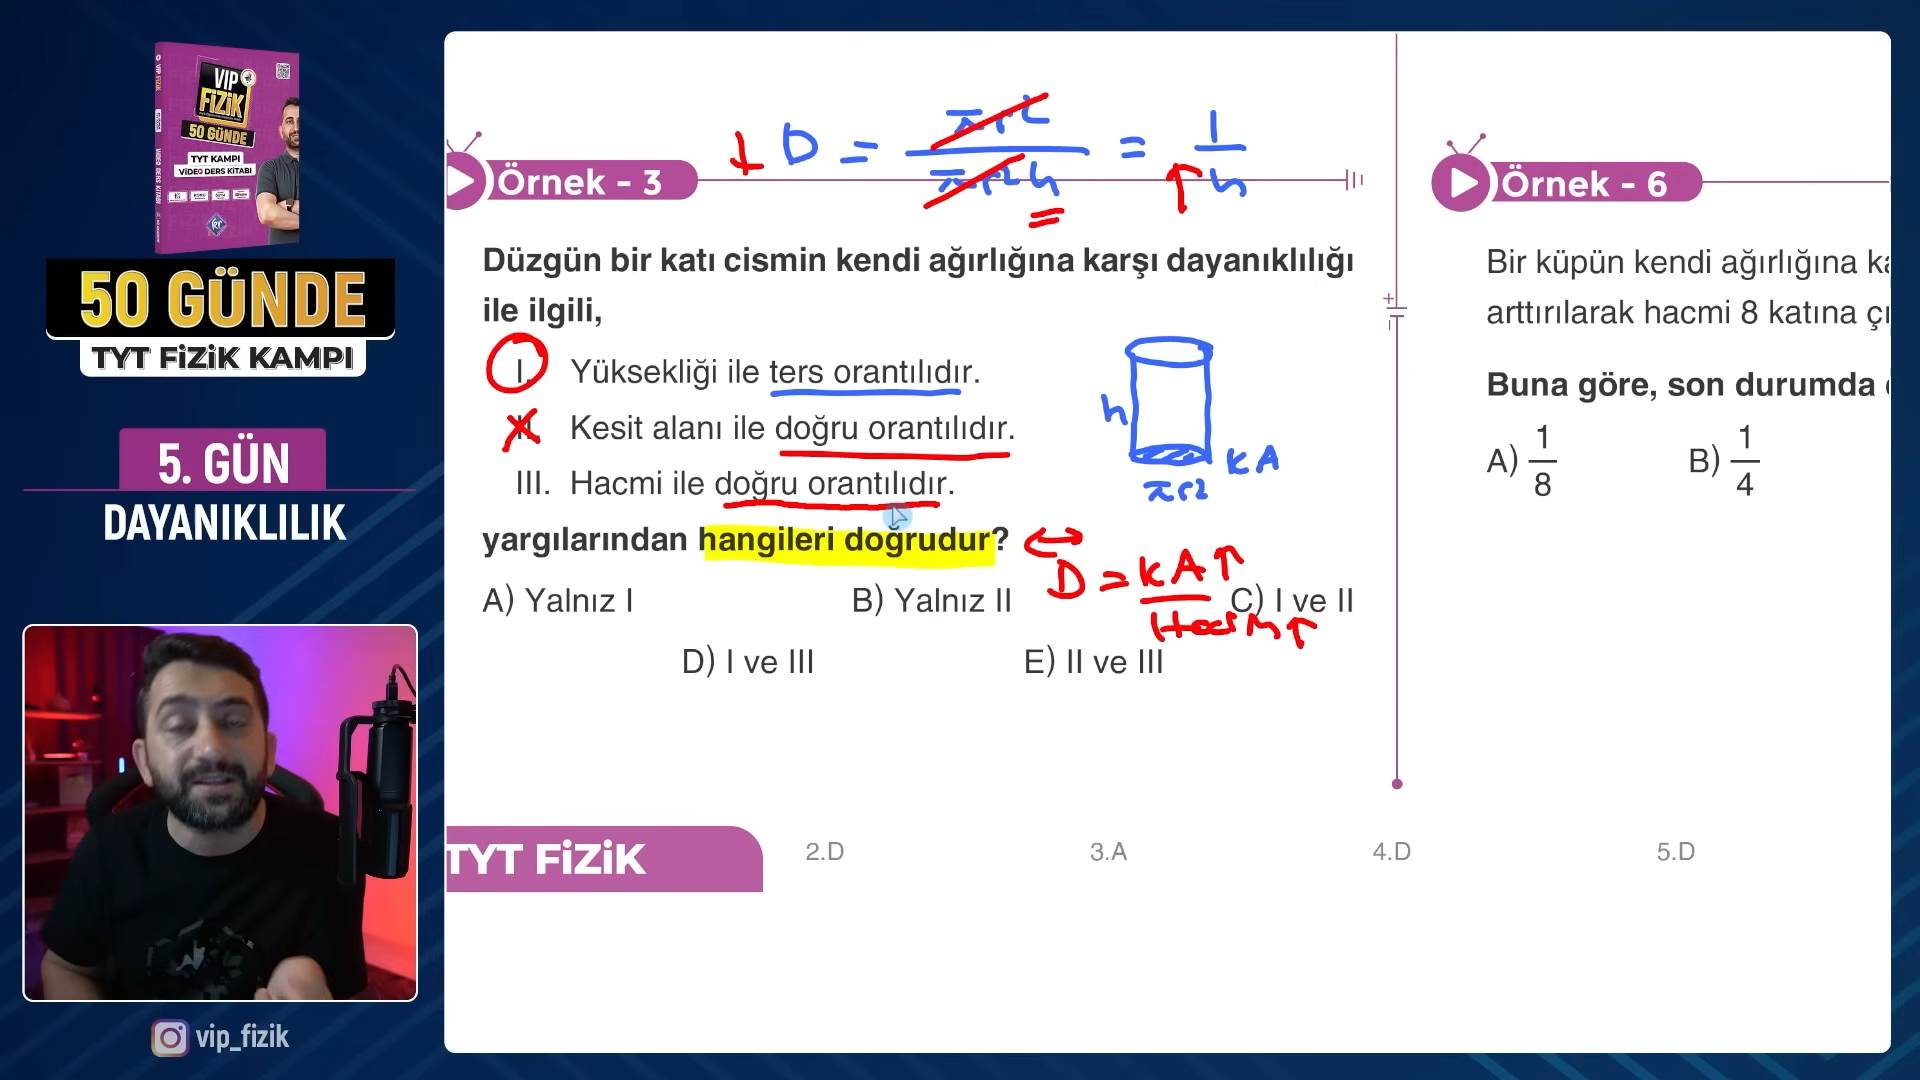 VIP
FİZİK
50 GÜNDE
TYT KAMPI
VİDEO DERS KİTABI
50 GÜNDE
TYT FİZİK KAMPI
5. GÜN
DAYANIKLILIK
vip_fizik
D = πr² / πr²h = 1/h
Örnek - 3
Düzgün bir katı cismin kendi ağırlığına karşı dayanıklılığı
ile ilgili,
I. Yüksekliği ile ters orantılıdır.
II. Kesit alanı ile doğru orantılıdır.
III. Hacmi ile doğru orantılıdır.
h
KA
πr²
yargılarından hangileri doğrudur?
D = KA↑ / Hacim↑
A) Yalnız I
B) Yalnız II
C) I ve II
D) I ve III
E) II ve III
TYT FİZİK
2.D
3.A
4.D
5.D
Örnek - 6
Bir küpün kendi ağırlığına
arttırılarak hacmi 8 katına
Buna göre, son durumda
A) 1/8
B) 1/4